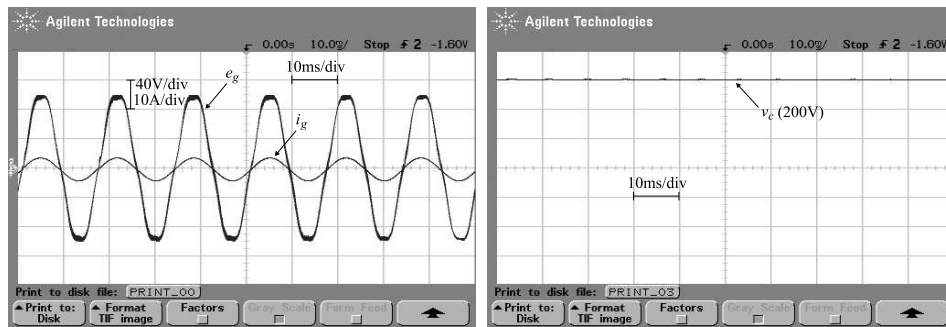 Agilent Technologies
0.00s 10.0㎳/ Stop ƒ 2 -1.60V
10ms/div
40V/div
10A/div
eg
ig
Print to disk file: PRINT_00
Print to: Disk
Format TIF image
Factors
Gray Scale
Form Feed
Agilent Technologies
0.00s 10.0㎳/ Stop ƒ 2 -1.60V
vc (200V)
10ms/div
Print to disk file: PRINT_03
Print to: Disk
Format TIF image
Factors
Gray Scale
Form Feed